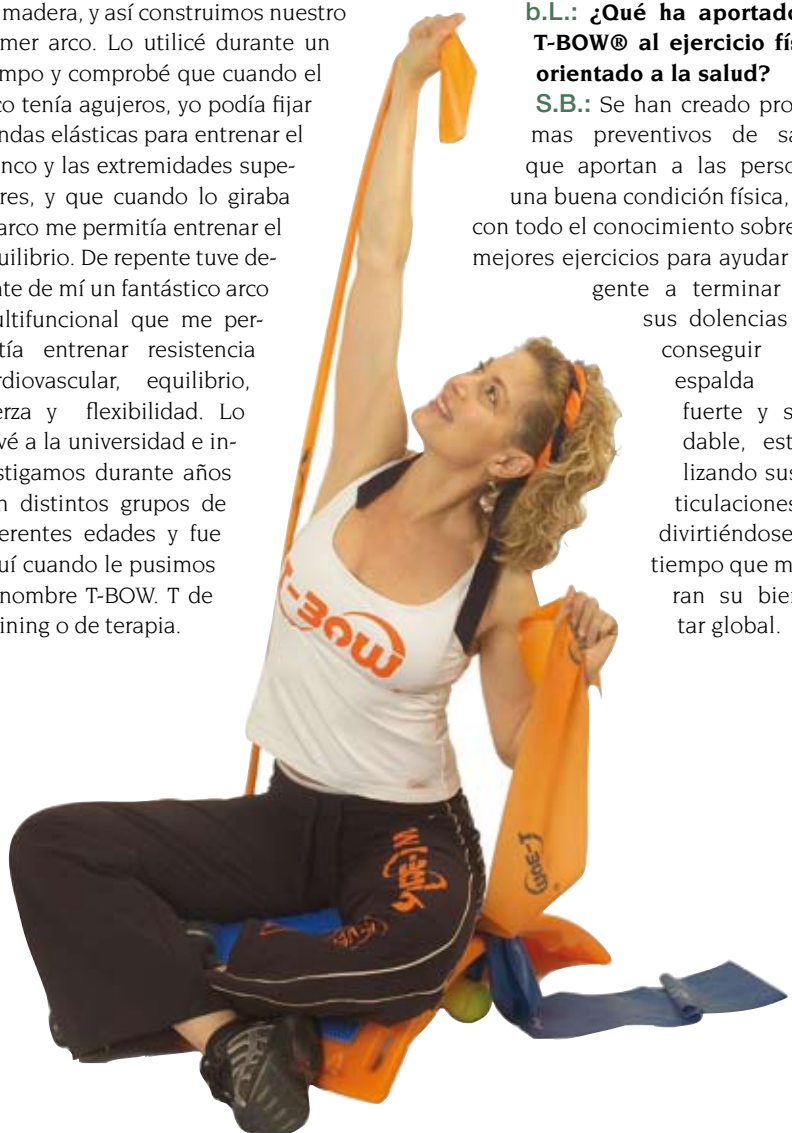 madera, y así construimos nuestro
mer arco. Lo utilicé durante un
mpo y comprobé que cuando el
co tenía agujeros, yo podía fijar
ndas elásticas para entrenar el
nco y las extremidades supe-
res, y que cuando lo giraba
arco me permitía entrenar el
uilibrio. De repente tuve de-
nte de mí un fantástico arco
ultifuncional que me per-
tía entrenar resistencia
rdiovascular, equilibrio,
erza y flexibilidad. Lo
vé a la universidad e in-
stigamos durante años
n distintos grupos de
erentes edades y fue
uí cuando le pusimos
nombre T-BOW. T de
ining o de terapia.
b.L.: ¿Qué ha aportado
T-BOW® al ejercicio fís
orientado a la salud?
S.B.: Se han creado pro
mas preventivos de sa
que aportan a las perso
una buena condición física,
con todo el conocimiento sobre
mejores ejercicios para ayudar
gente a terminar
sus dolencias
conseguir
espalda
fuerte y s
dable, est
lizando sus
ticulaciones
divirtiéndose
tiempo que m
ran su bien
tar global.
T-BOW
T-BOW
T-BOW